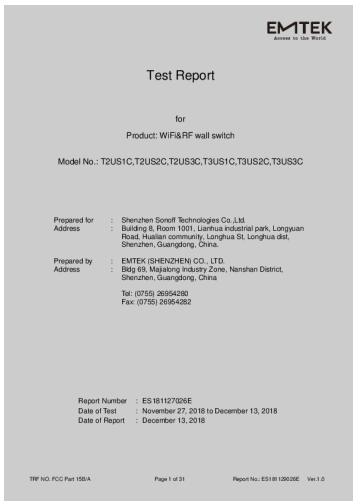 EMTEK
Access to the World
Test Report
for
Product: WiFi&RF wall switch
Model No.: T2US1C,T2US2C,T2US3C,T3US1C,T3US2C,T3US3C
Prepared for : Shenzhen Sonoff Technologies Co.,Ltd.
Address : Building 8, Room 1001, Lianhua industrial park, Longyuan
Road, Hualian community, Longhua St, Longhua dist,
Shenzhen, Guangdong, China.
Prepared by : EMTEK (SHENZHEN) CO., LTD.
Address : Bldg 69, Majialong Industry Zone, Nanshan District,
Shenzhen, Guangdong, China
Tel: (0755) 26954280
Fax: (0755) 26954282
Report Number : ES181127026E
Date of Test : November 27, 2018 to December 13, 2018
Date of Report : December 13, 2018
TRF NO. FCC Part 15B/A Page 1 of 31 Report No.: ES181129026E Ver.1.0